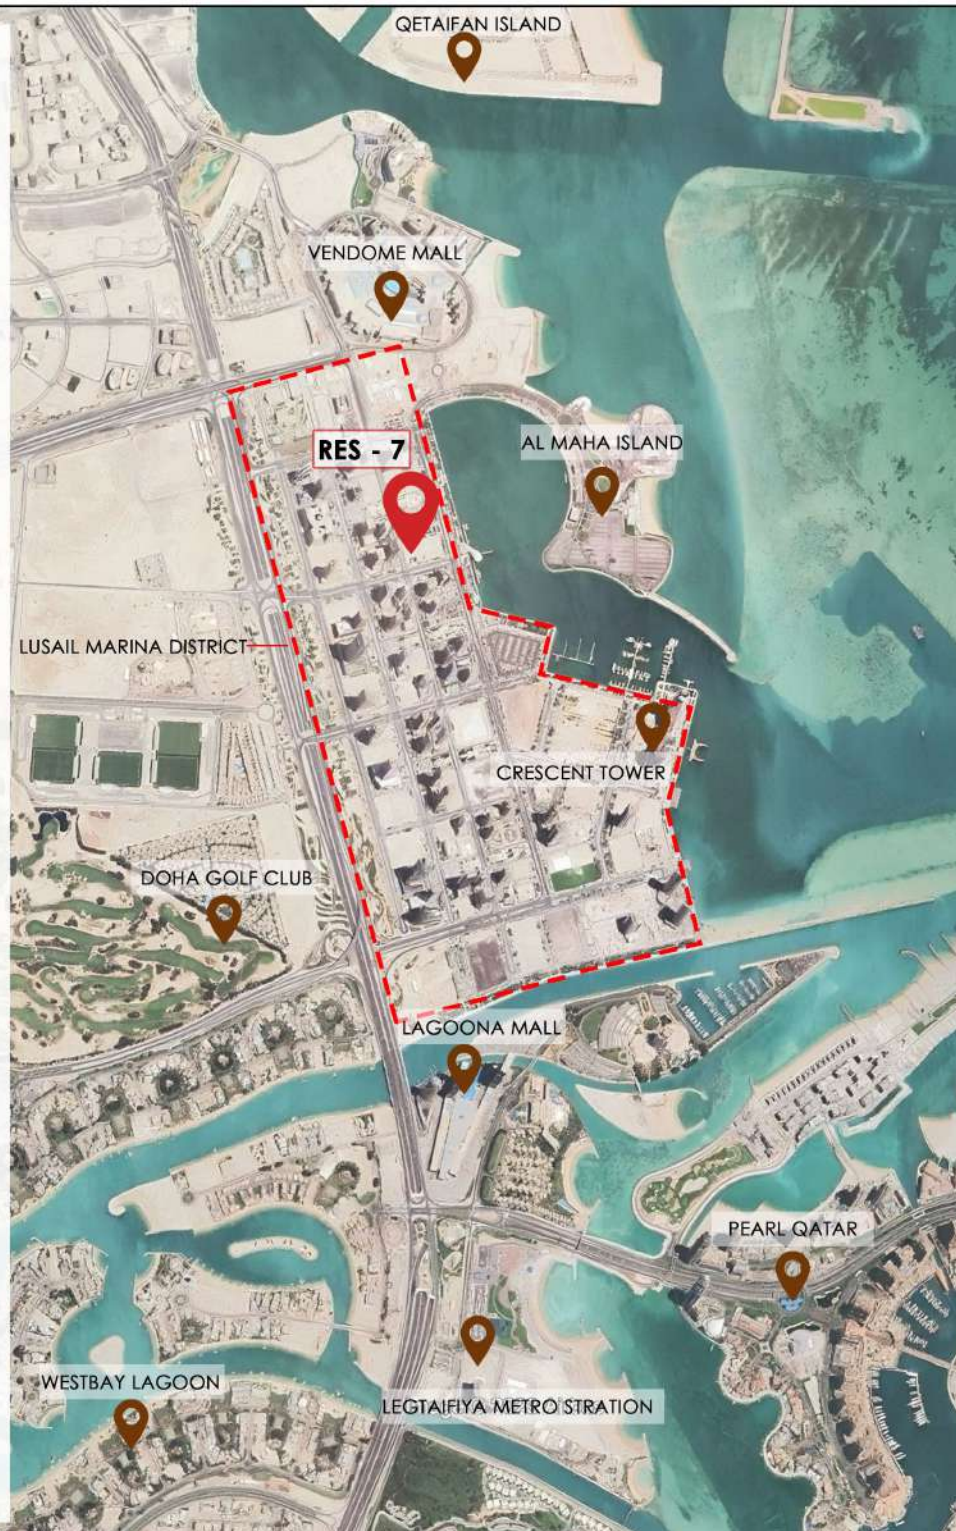 QETAIFAN ISLAND
VENDOME MALL
RES - 7
AL MAHA ISLAND
LUSAIL MARINA DISTRICT
CRESCENT TOWER
DOHA GOLF CLUB
LAGOONA MALL
PEARL QATAR
WESTBAY LAGOON
LEGTAIFIYA METRO STRATION